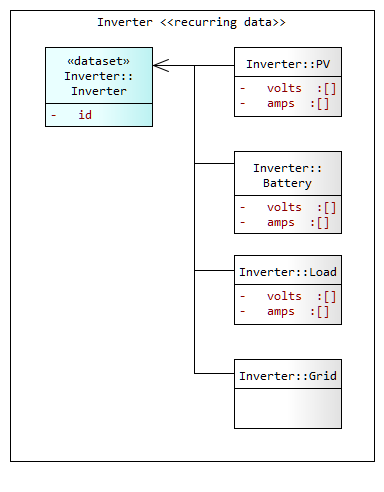 Inverter <<recurring data>>
«dataset»
Inverter::
Inverter
- id
Inverter::PV
- volts :[]
- amps :[]
Inverter::
Battery
- volts :[]
- amps :[]
Inverter::Load
- volts :[]
- amps :[]
Inverter::Grid